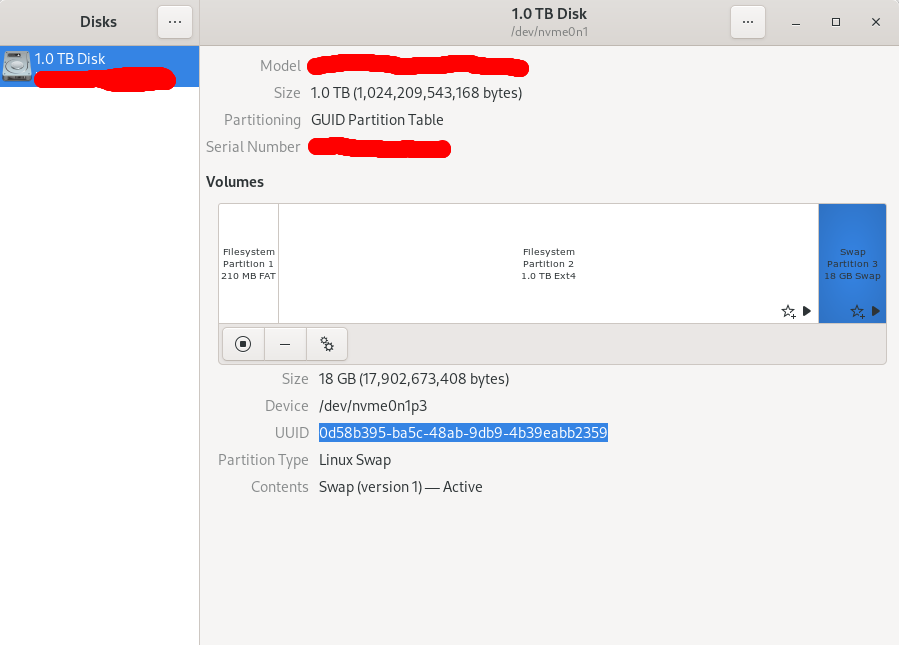 Disks
1.0 TB Disk
/dev/nvme0n1
1.0 TB Disk
Model
Size 1.0 TB (1,024,209,543,168 bytes)
Partitioning GUID Partition Table
Serial Number
Volumes
Filesystem
Partition 1
210 MB FAT
Filesystem
Partition 2
1.0 TB Ext4
Swap
Partition 3
18 GB Swap
Size 18 GB (17,902,673,408 bytes)
Device /dev/nvme0n1p3
UUID 0d58b395-ba5c-48ab-9db9-4b39eabb2359
Partition Type Linux Swap
Contents Swap (version 1) — Active